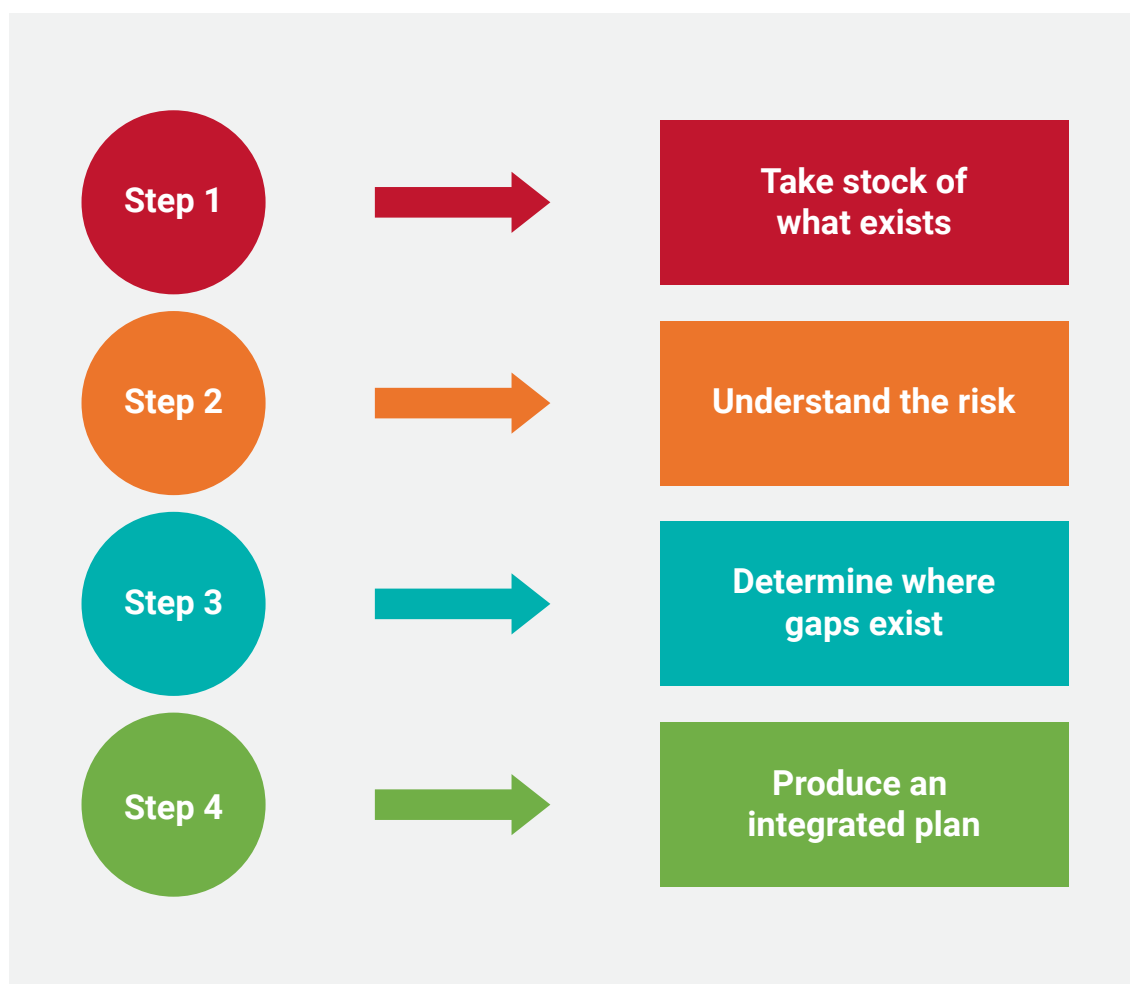 Step 1
Take stock of
what exists
Step 2
Understand the risk
Step 3
Determine where
gaps exist
Step 4
Produce an
integrated plan